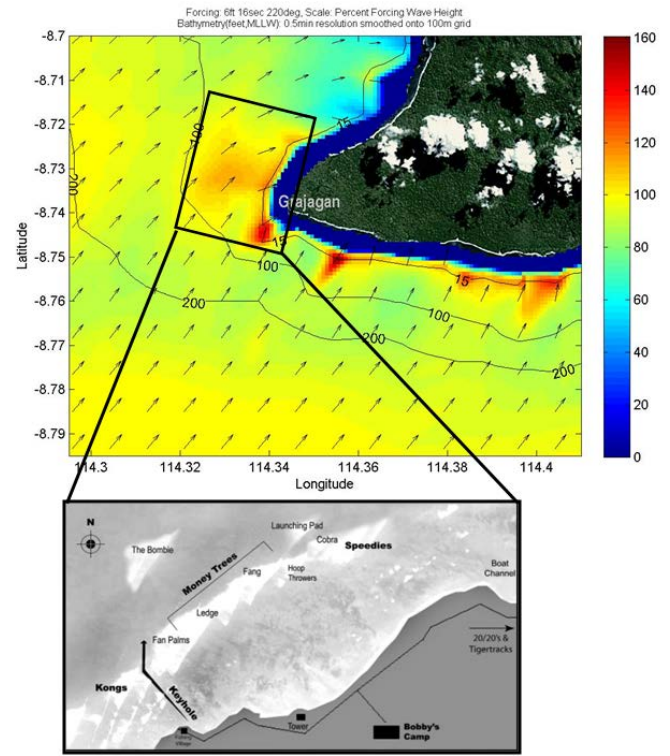 Forcing: 6ft 16sec 220deg, Scale: Percent Forcing Wave Height
Bathymetry(feet,MLLW): 0.5min resolution smoothed onto 100m grid
-8.7
-8.71
-8.72
-8.73
-8.74
-8.75
-8.76
-8.77
-8.78
-8.79
Latitude
114.3
114.32
114.34
114.36
114.38
114.4
Longitude
160
140
120
100
80
60
40
20
0
100
15
200
Grajagan
15
100
200
15
100
200
200
N
The Bombie
Launching Pad
Cobra
Speedies
Money Trees
Fang
Hoop
Throwers
Boat
Channel
Ledge
Fan Palms
20/20's &
Tigertracks
Kongs
Keyhole
Fishing
Village
Tower
Bobby's
Camp